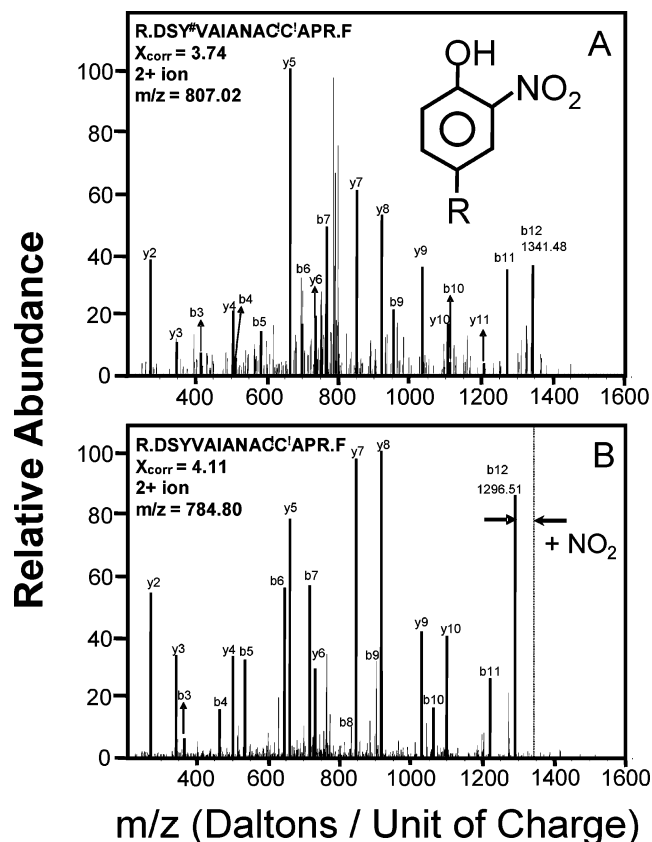 R.DSY#VAIANAC!C!APR.F
Xcorr = 3.74
2+ ion
m/z = 807.02
A
OH
NO2
R
y2
y3
b3
y4
b4
b5
y5
b6
y6
b7
y7
y8
b9
y9
y10
b10
y11
b11
b12
1341.48
100
80
60
40
20
0
400 600 800 1000 1200 1400 1600
R.DSYVAIANAC!C!APR.F
Xcorr = 4.11
2+ ion
m/z = 784.80
B
y2
y3
b3
b4
y4
b5
b6
y5
b7
y6
b8
y7
b9
y8
y9
b10
y10
b11
b12
1296.51
+ NO2
100
80
60
40
20
0
400 600 800 1000 1200 1400 1600
Relative Abundance
m/z (Daltons / Unit of Charge)